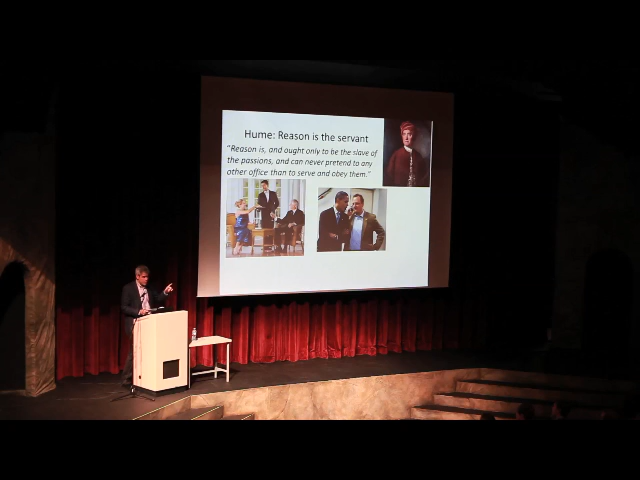 Hume: Reason is the servant
"Reason is, and ought only to be the slave of
the passions, and can never pretend to any
other office than to serve and obey them."